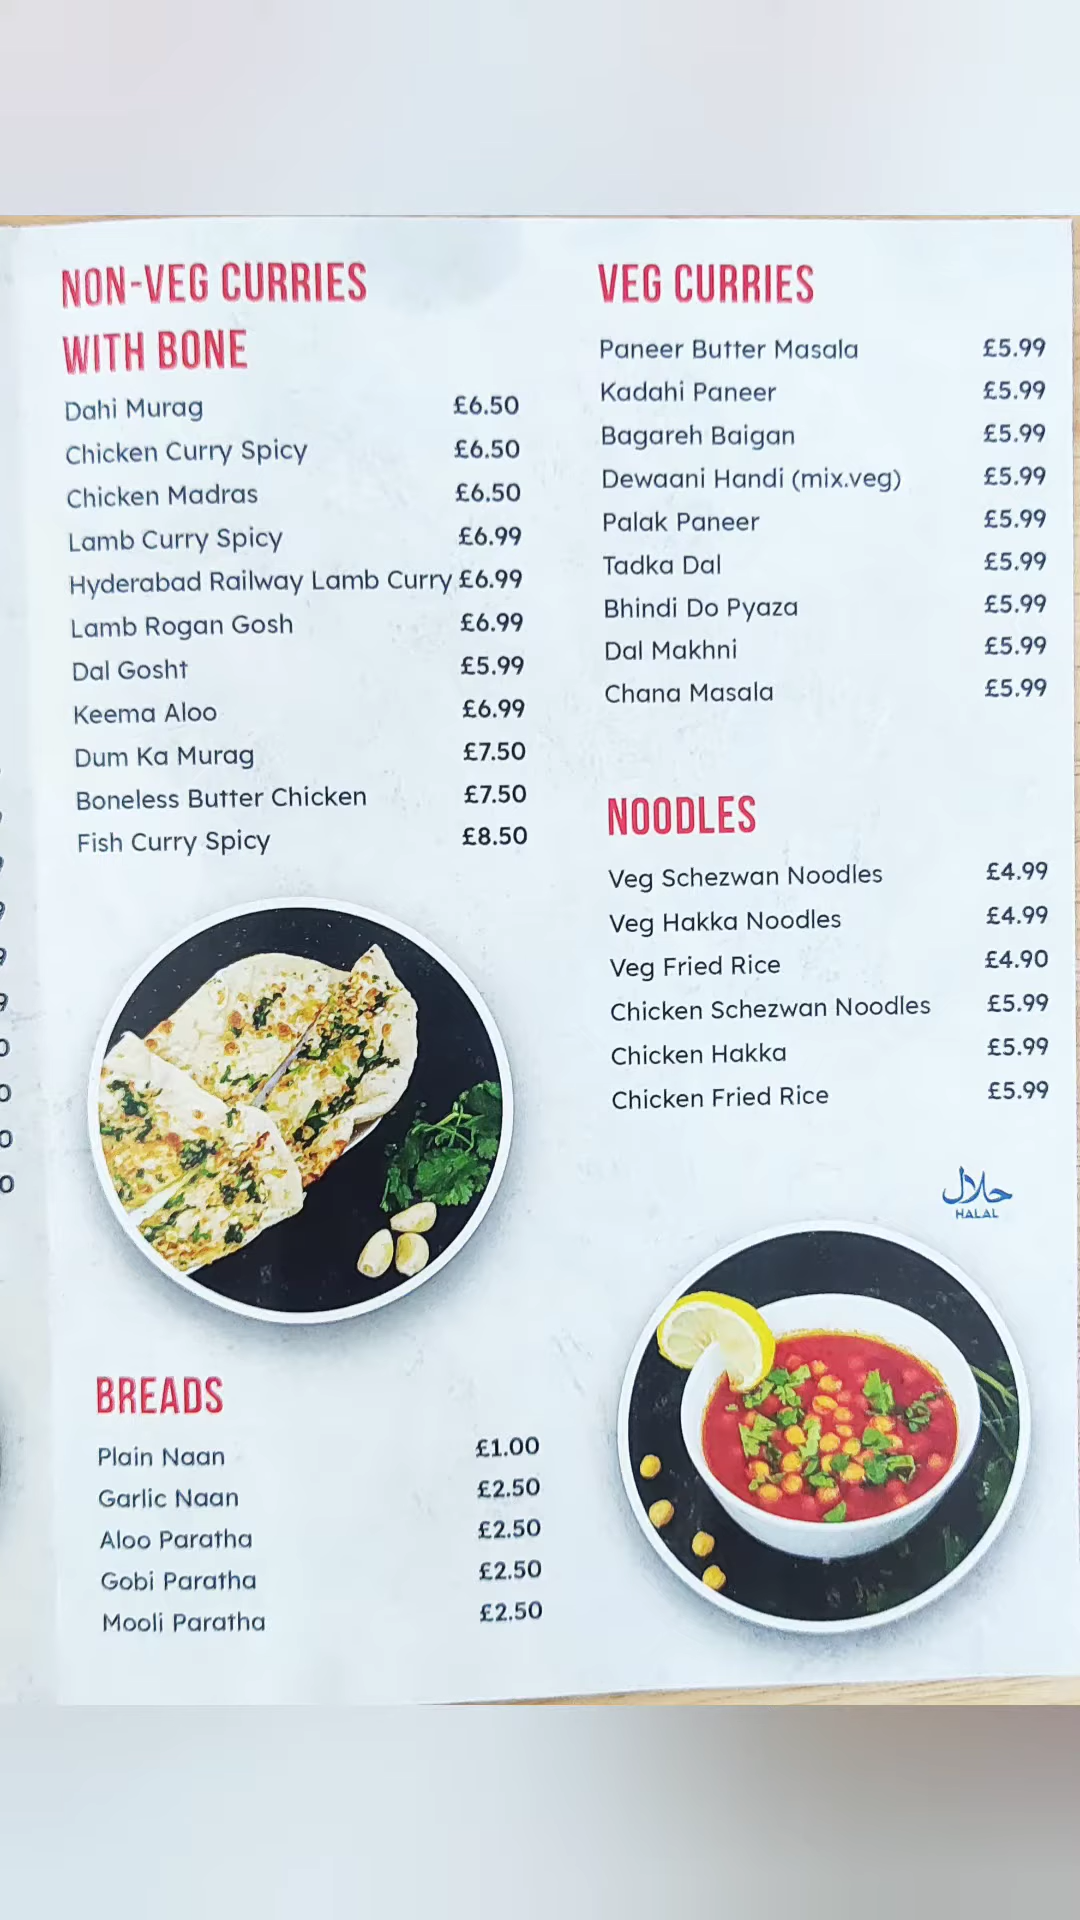 NON-VEG CURRIES
WITH BONE
Dahi Murag £6.50
Chicken Curry Spicy £6.50
Chicken Madras £6.50
Lamb Curry Spicy £6.99
Hyderabad Railway Lamb Curry £6.99
Lamb Rogan Gosh £6.99
Dal Gosht £5.99
Keema Aloo £6.99
Dum Ka Murag £7.50
Boneless Butter Chicken £7.50
Fish Curry Spicy £8.50
BREADS
Plain Naan £1.00
Garlic Naan £2.50
Aloo Paratha £2.50
Gobi Paratha £2.50
Mooli Paratha £2.50
VEG CURRIES
Paneer Butter Masala £5.99
Kadahi Paneer £5.99
Bagareh Baigan £5.99
Dewaani Handi (mix.veg) £5.99
Palak Paneer £5.99
Tadka Dal £5.99
Bhindi Do Pyaza £5.99
Dal Makhni £5.99
Chana Masala £5.99
NOODLES
Veg Schezwan Noodles £4.99
Veg Hakka Noodles £4.99
Veg Fried Rice £4.90
Chicken Schezwan Noodles £5.99
Chicken Hakka £5.99
Chicken Fried Rice £5.99
حلال
HALAL